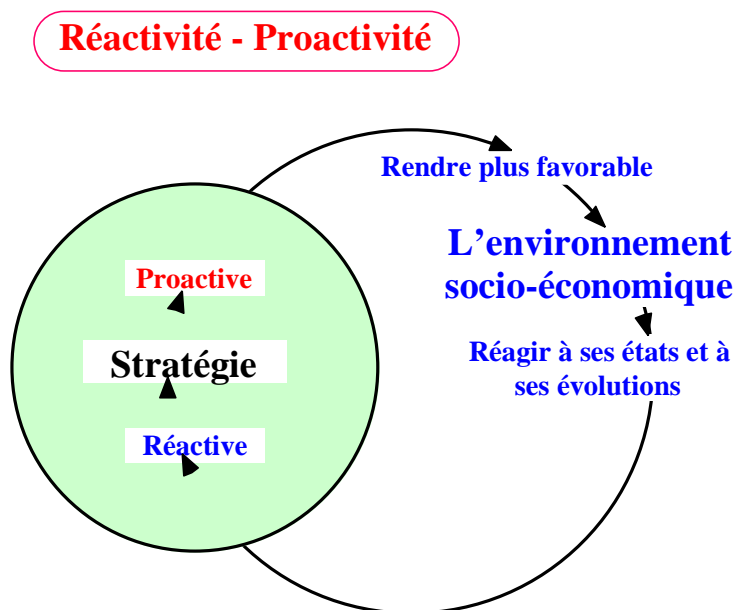 Réactivité - Proactivité
Rendre plus favorable
L’environnement
socio-économique
Proactive
Réagir à ses états et à
ses évolutions
Stratégie
Réactive